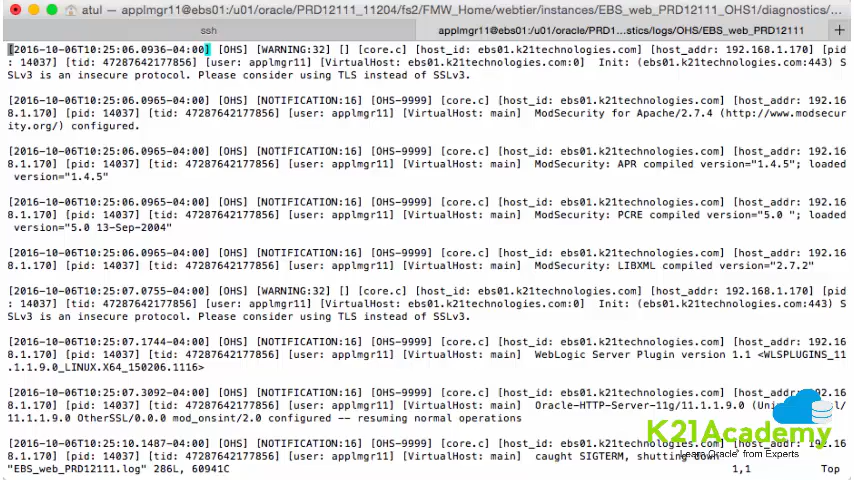 atul — applmgr11@ebs01:/u01/oracle/PRD12111_11204/fs2/FMW_Home/webtier/instances/EBS_web_PRD12111_OHS1/diagnostics/...
ssh
applmgr11@ebs01:/u01/oracle/PRD1...stics/logs/OHS/EBS_web_PRD12111
+
[2016-10-06T10:25:06.0936-04:00] [OHS] [WARNING:32] [] [core.c] [host_id: ebs01.k21technologies.com] [host_addr: 192.168.1.170] [pid
: 14037] [tid: 47287642177856] [user: applmgr11] [VirtualHost: ebs01.k21technologies.com:0]  Init: (ebs01.k21technologies.com:443) S
SLv3 is an insecure protocol. Please consider using TLS instead of SSLv3.
[2016-10-06T10:25:06.0965-04:00] [OHS] [NOTIFICATION:16] [OHS-9999] [core.c] [host_id: ebs01.k21technologies.com] [host_addr: 192.16
8.1.170] [pid: 14037] [tid: 47287642177856] [user: applmgr11] [VirtualHost: main]  ModSecurity for Apache/2.7.4 (http://www.modsecur
ity.org/) configured.
[2016-10-06T10:25:06.0965-04:00] [OHS] [NOTIFICATION:16] [OHS-9999] [core.c] [host_id: ebs01.k21technologies.com] [host_addr: 192.16
8.1.170] [pid: 14037] [tid: 47287642177856] [user: applmgr11] [VirtualHost: main]  ModSecurity: APR compiled version="1.4.5"; loaded
version="1.4.5"
[2016-10-06T10:25:06.0965-04:00] [OHS] [NOTIFICATION:16] [OHS-9999] [core.c] [host_id: ebs01.k21technologies.com] [host_addr: 192.16
8.1.170] [pid: 14037] [tid: 47287642177856] [user: applmgr11] [VirtualHost: main]  ModSecurity: PCRE compiled version="5.0 "; loaded
version="5.0 13-Sep-2004"
[2016-10-06T10:25:06.0965-04:00] [OHS] [NOTIFICATION:16] [OHS-9999] [core.c] [host_id: ebs01.k21technologies.com] [host_addr: 192.16
8.1.170] [pid: 14037] [tid: 47287642177856] [user: applmgr11] [VirtualHost: main]  ModSecurity: LIBXML compiled version="2.7.2"
[2016-10-06T10:25:07.0755-04:00] [OHS] [WARNING:32] [] [core.c] [host_id: ebs01.k21technologies.com] [host_addr: 192.168.1.170] [pid
: 14037] [tid: 47287642177856] [user: applmgr11] [VirtualHost: ebs01.k21technologies.com:0]  Init: (ebs01.k21technologies.com:443) S
SLv3 is an insecure protocol. Please consider using TLS instead of SSLv3.
[2016-10-06T10:25:07.1744-04:00] [OHS] [NOTIFICATION:16] [OHS-9999] [core.c] [host_id: ebs01.k21technologies.com] [host_addr: 192.16
8.1.170] [pid: 14037] [tid: 47287642177856] [user: applmgr11] [VirtualHost: main]  WebLogic Server Plugin version 1.1 <WLSPLUGINS_11
.1.1.9.0_LINUX.X64_150206.1116>
[2016-10-06T10:25:07.3092-04:00] [OHS] [NOTIFICATION:16] [OHS-9999] [core.c] [host_id: ebs01.k21technologies.com] [host_addr: 192.16
8.1.170] [pid: 14037] [tid: 47287642177856] [user: applmgr11] [VirtualHost: main]  Oracle-HTTP-Server-11g/11.1.1.9.0
11.1.1.9.0 OtherSSL/0.0.0 mod_onsint/2.0 configured -- resuming normal operations
[2016-10-06T10:25:10.1487-04:00] [OHS] [NOTIFICATION:16] [OHS-9999] [core.c] [host_id: ebs01.k21technologies.com] [host_addr: 192.16
8.1.170] [pid: 14037] [tid: 47287642177856] [user: applmgr11] [VirtualHost: main]  caught SIGTERM, shutting down
"EBS_web_PRD12111.log" 286L, 60941C 1,1 Top
K21Academy
Learn Oracle from Experts